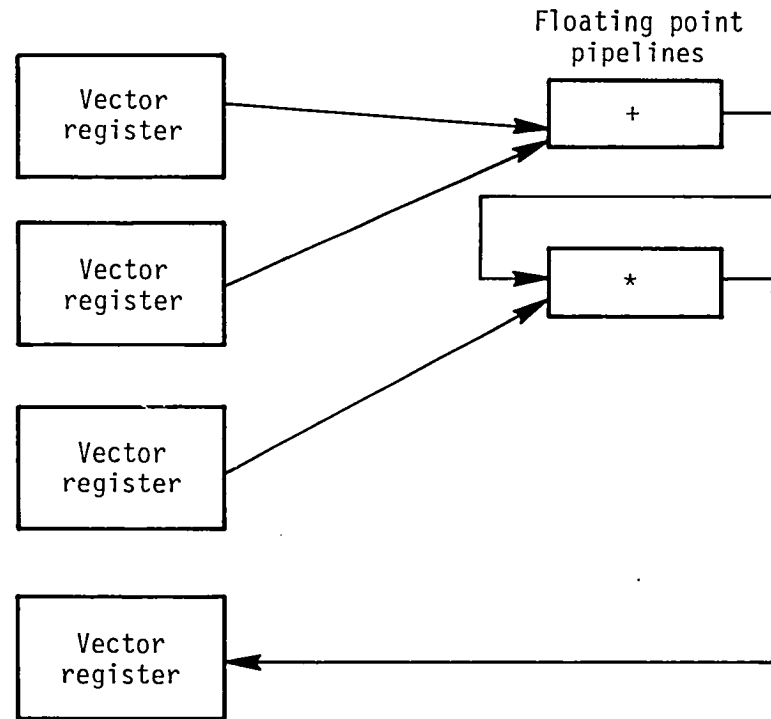 Floating point
pipelines
Vector
register
+
Vector
register
*
Vector
register
Vector
register